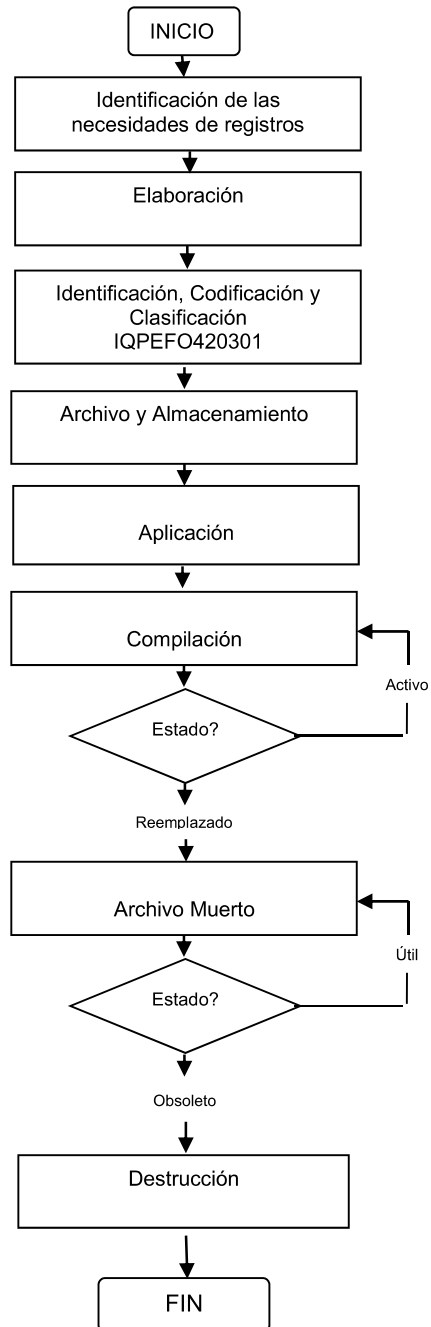 INICIO
Identificación de las
necesidades de registros
Elaboración
Identificación, Codificación y
Clasificación
IQPEFO420301
Archivo y Almacenamiento
Aplicación
Compilación
Activo
Estado?
Reemplazado
Archivo Muerto
Útil
Estado?
Obsoleto
Destrucción
FIN